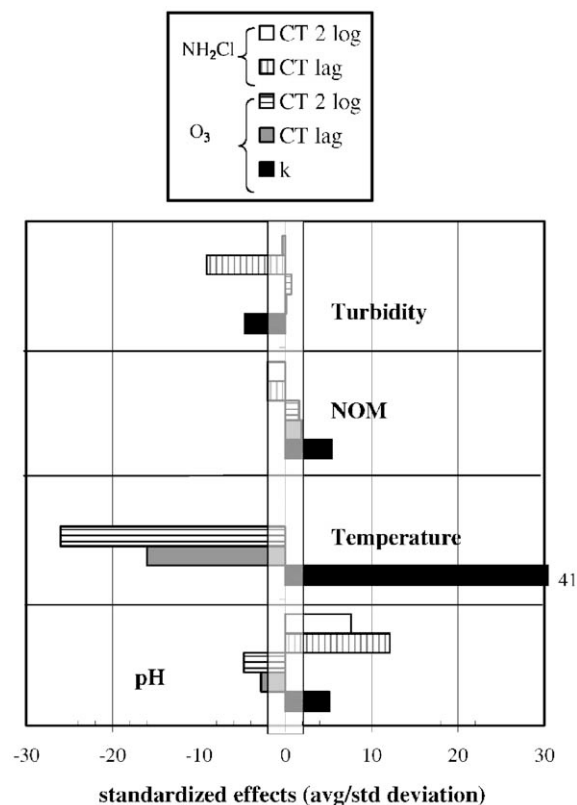 NH₂Cl
CT 2 log
CT lag
O₃
CT 2 log
CT lag
k
Turbidity
NOM
Temperature
41
pH
-30 -20 -10 0 10 20 30
standardized effects (avg/std deviation)